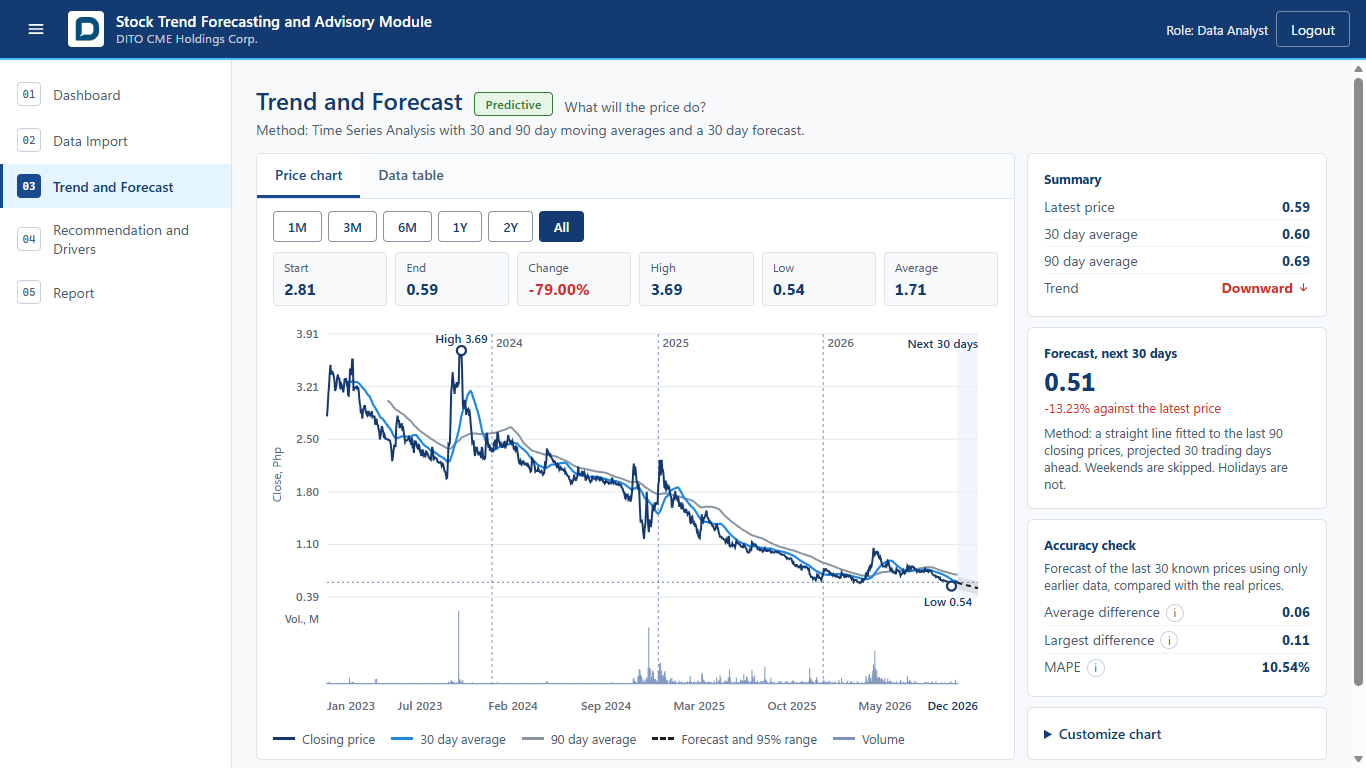 Stock Trend Forecasting and Advisory Module
DITO CME Holdings Corp.
Role: Data Analyst
Logout
01 Dashboard
02 Data Import
03 Trend and Forecast
04 Recommendation and
Drivers
05 Report
Trend and Forecast Predictive What will the price do?
Method: Time Series Analysis with 30 and 90 day moving averages and a 30 day forecast.
Price chart Data table
1M 3M 6M 1Y 2Y All
Start End Change High Low Average
2.81 0.59 -79.00% 3.69 0.54 1.71
High 3.69 2024 2025 2026 Next 30 days
3.91
3.21
2.50
1.80
1.10
0.39
Close, Php
Low 0.54
Vol., M
Jan 2023 Jul 2023 Feb 2024 Sep 2024 Mar 2025 Oct 2025 May 2026 Dec 2026
Closing price 30 day average 90 day average Forecast and 95% range Volume
Summary
Latest price 0.59
30 day average 0.60
90 day average 0.69
Trend Downward ↓
Forecast, next 30 days
0.51
-13.23% against the latest price
Method: a straight line fitted to the last 90
closing prices, projected 30 trading days
ahead. Weekends are skipped. Holidays are
not.
Accuracy check
Forecast of the last 30 known prices using only
earlier data, compared with the real prices.
Average difference i 0.06
Largest difference i 0.11
MAPE i 10.54%
Customize chart